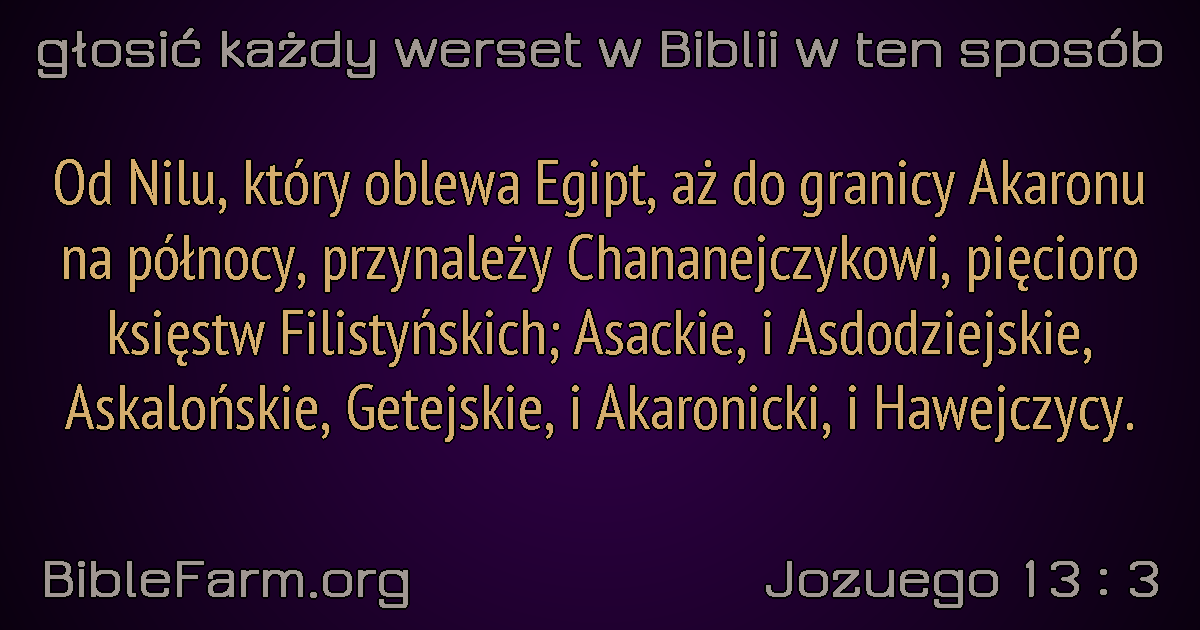 głosić każdy werset w Biblii w ten sposób
Od Nilu, który oblewa Egipt, aż do granicy Akaronu
na północy, przynależy Chananejczykowi, pięcioro
księstw Filistyńskich; Asackie, i Asdodziejskie,
Askalońskie, Getejskie, i Akaronicki, i Hawejczycy.
BibleFarm.org
Jozuego 13 : 3